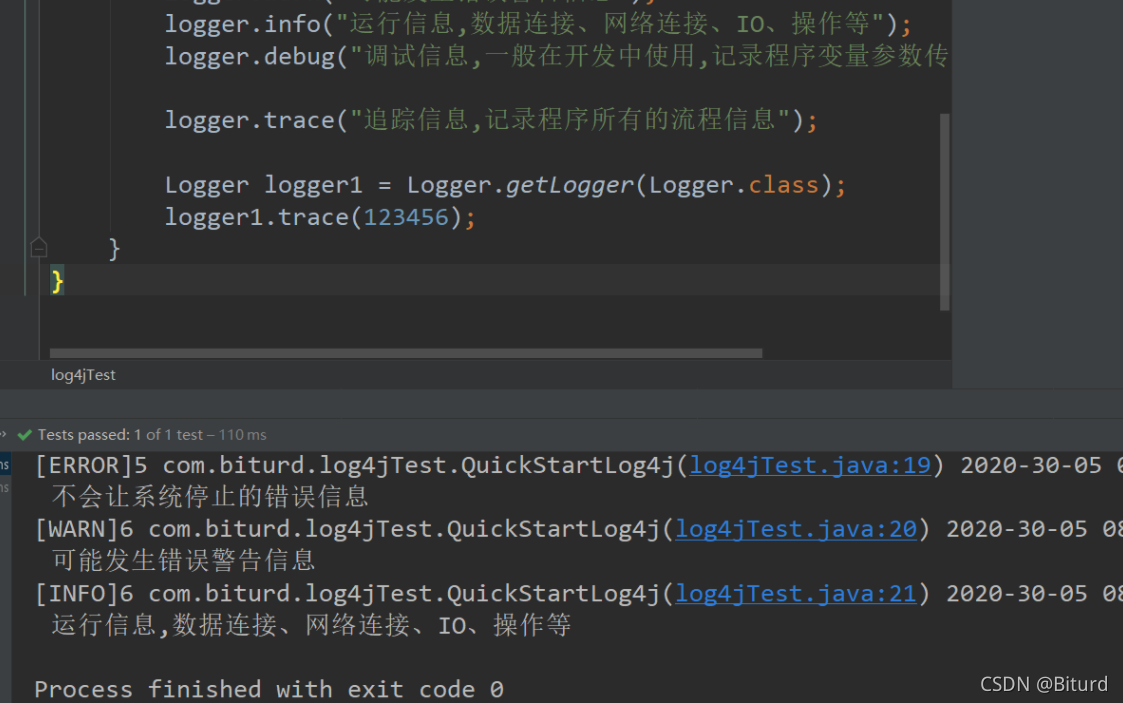 logger.info("运行信息,数据连接、网络连接、IO、操作等");
logger.debug("调试信息,一般在开发中使用,记录程序变量参数传
logger.trace("追踪信息,记录程序所有的流程信息");
Logger logger1 = Logger.getLogger(Logger.class);
logger1.trace(123456);
}
}
log4jTest
Tests passed: 1 of 1 test – 110 ms
[ERROR]5 com.biturd.log4jTest.QuickStartLog4j(log4jTest.java:19) 2020-30-05
不会让系统停止的错误信息
[WARN]6 com.biturd.log4jTest.QuickStartLog4j(log4jTest.java:20) 2020-30-05 08
可能发生错误警告信息
[INFO]6 com.biturd.log4jTest.QuickStartLog4j(log4jTest.java:21) 2020-30-05 08
运行信息,数据连接、网络连接、IO、操作等
Process finished with exit code 0
CSDN @Biturd